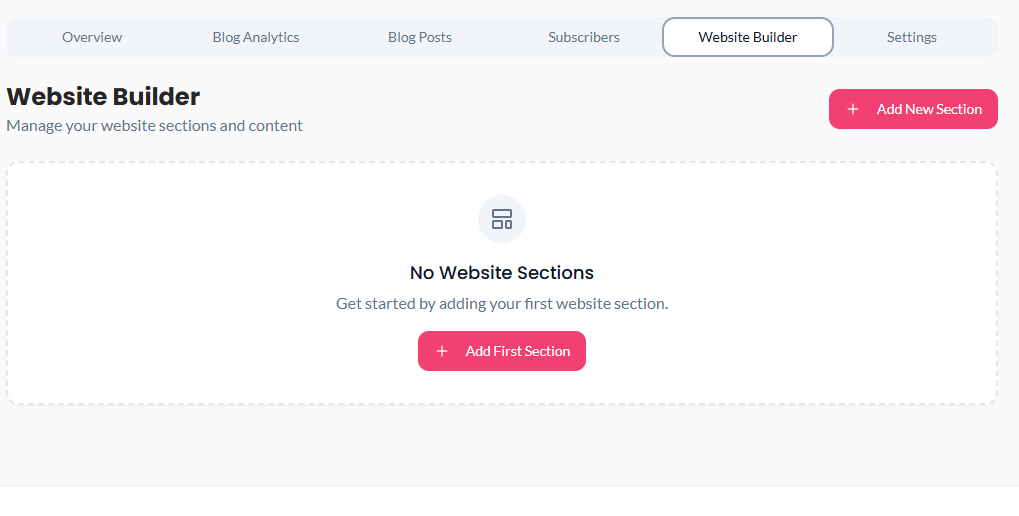 Overview
Blog Analytics
Blog Posts
Subscribers
Website Builder
Settings
Website Builder
Manage your website sections and content
+ Add New Section
No Website Sections
Get started by adding your first website section.
+ Add First Section